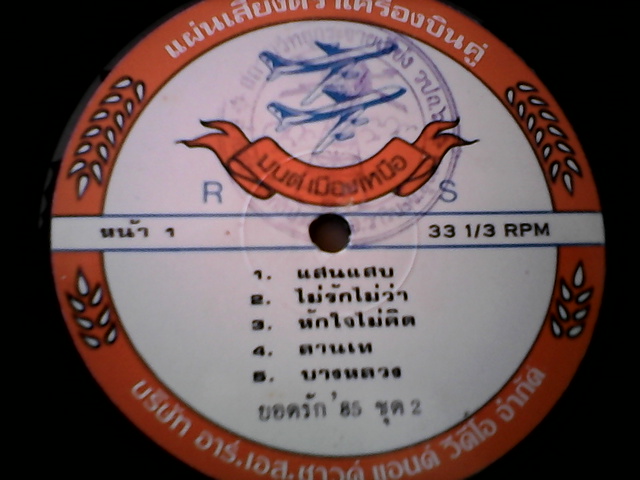 แผ่นเสียงตราเครื่องบินคู่
มนต์เมืองเหนือ
R S
หน้า 1
33 1/3 RPM
1. แสนแสบ
2. ไม่รักไม่ว่า
3. หักใจไม่คิด
4. ลานเท
5. บางหลวง
ยอดรัก'85 ชุด 2
บริษัท อาร์.เอส.ซาวด์ แอนด์ วีดีโอ จำกัด